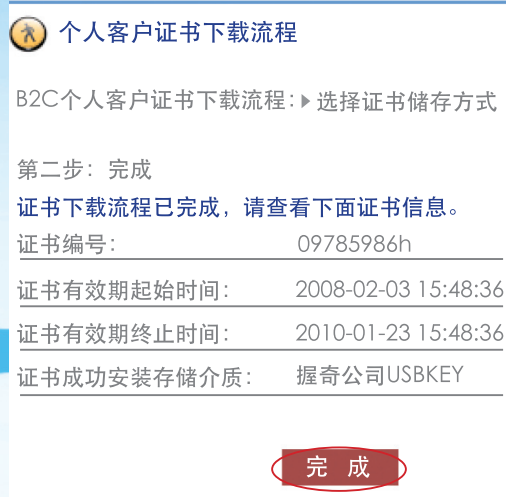 个人客户证书下载流程
B2C个人客户证书下载流程：▶选择证书储存方式
第二步：完成
证书下载流程已完成，请查看下面证书信息。
证书编号： 09785986h
证书有效期起始时间： 2008-02-03 15:48:36
证书有效期终止时间： 2010-01-23 15:48:36
证书成功安装存储介质： 握奇公司USBKEY
完 成